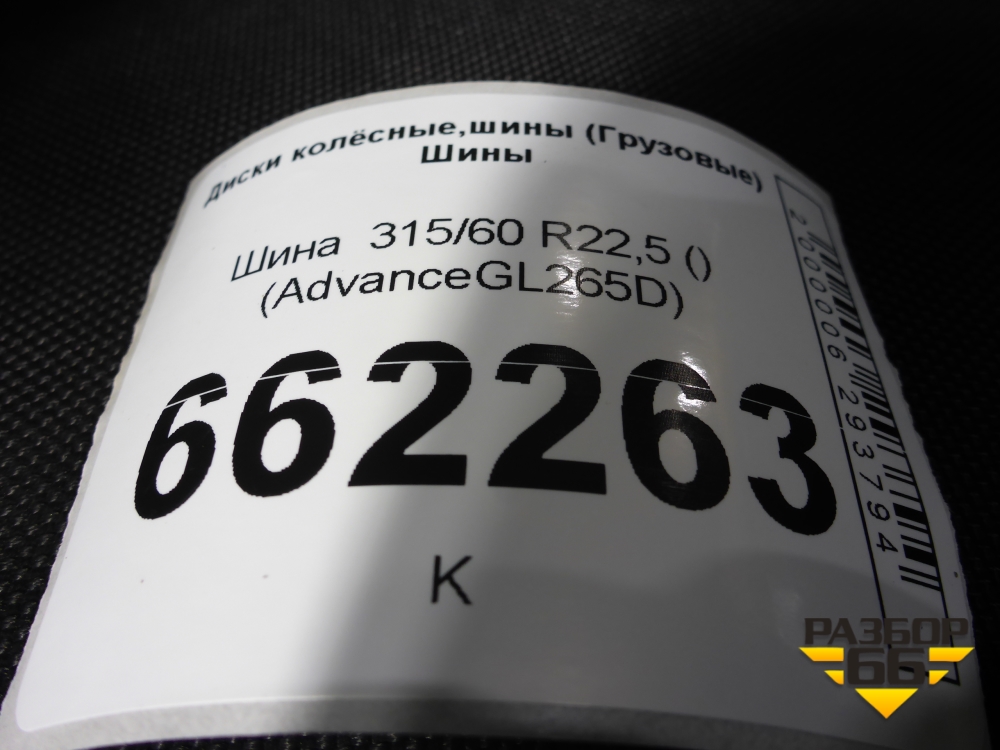 Диски колёсные,шины (Грузовые)
Шины
Шина 315/60 R22,5 ()
(AdvanceGL265D)
662263
К
2000006293794
РАЗБОР
66